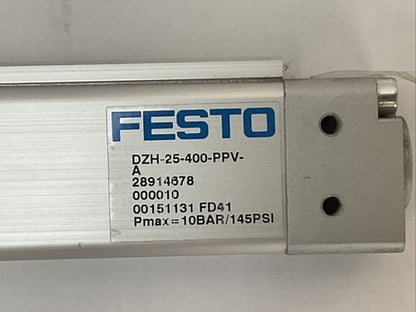 FESTO
DZH-25-400-PPV-
A
28914678
000010
00151131 FD41
Pmax=10BAR/145PSI